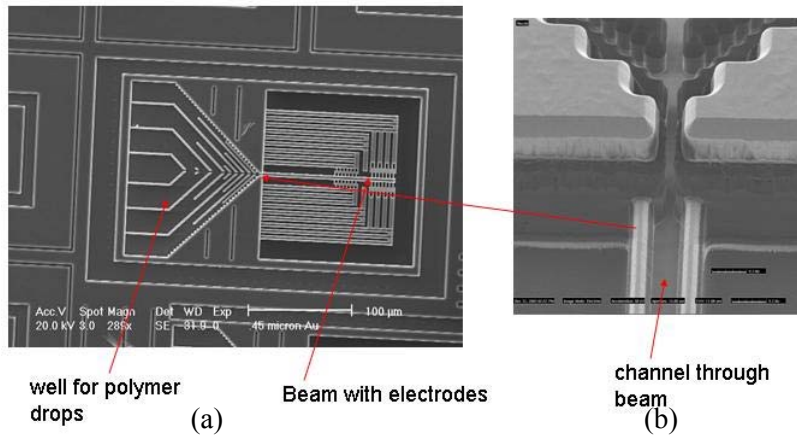 Acc.V Spot Magn Det WD Exp
20.0 kV 3.0 SE 31.9 0 .45 micron Au
100 µm
well for polymer
drops
Beam with electrodes
channel through
beam
(a)
(b)